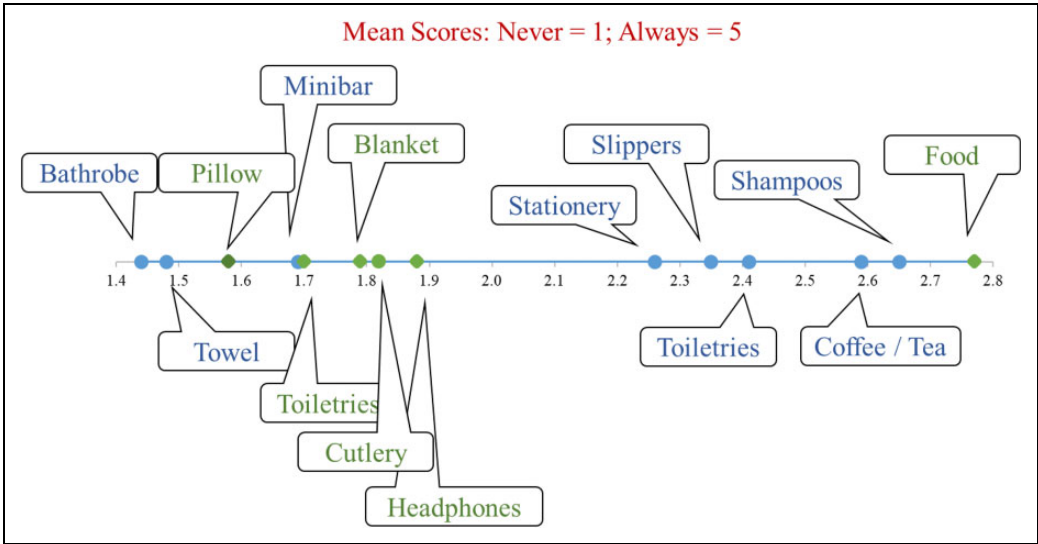 Mean Scores: Never = 1; Always = 5
Minibar
Blanket
Slippers
Food
Bathrobe
Pillow
Shampoos
Stationery
1.4 1.5 1.6 1.7 1.8 1.9 2.0 2.1 2.2 2.3 2.4 2.5 2.6 2.7 2.8
Towel
Toiletries
Coffee / Tea
Toiletries
Cutlery
Headphones